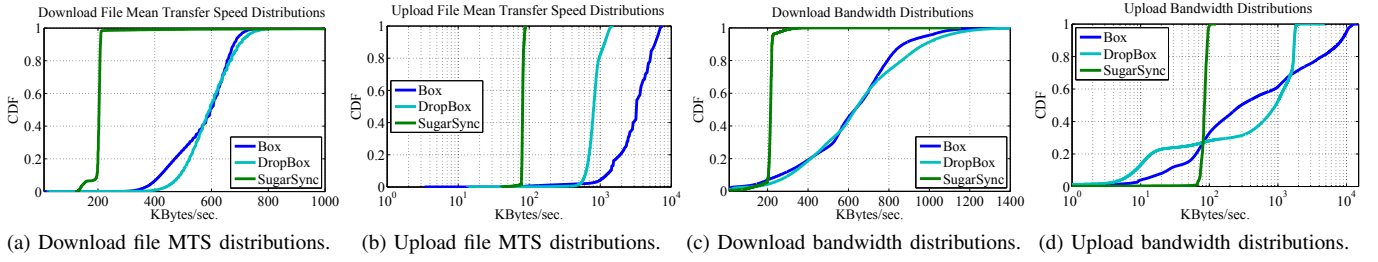 Download File Mean Transfer Speed Distributions
1
0.8
0.6
0.4
0.2
0
CDF
200 400 600 800 1000
KBytes/sec.
Box
DropBox
SugarSync
(a) Download file MTS distributions.
Upload File Mean Transfer Speed Distributions
1
0.8
0.6
0.4
0.2
0
CDF
10^0 10^1 10^2 10^3 10^4
KBytes/sec.
Box
DropBox
SugarSync
(b) Upload file MTS distributions.
Download Bandwidth Distributions
1
0.8
0.6
0.4
0.2
0
CDF
200 400 600 800 1000 1200 1400
KBytes/sec.
Box
DropBox
SugarSync
(c) Download bandwidth distributions.
Upload Bandwidth Distributions
1
0.8
0.6
0.4
0.2
0
CDF
10^0 10^1 10^2 10^3 10^4
KBytes/sec.
Box
DropBox
SugarSync
(d) Upload bandwidth distributions.